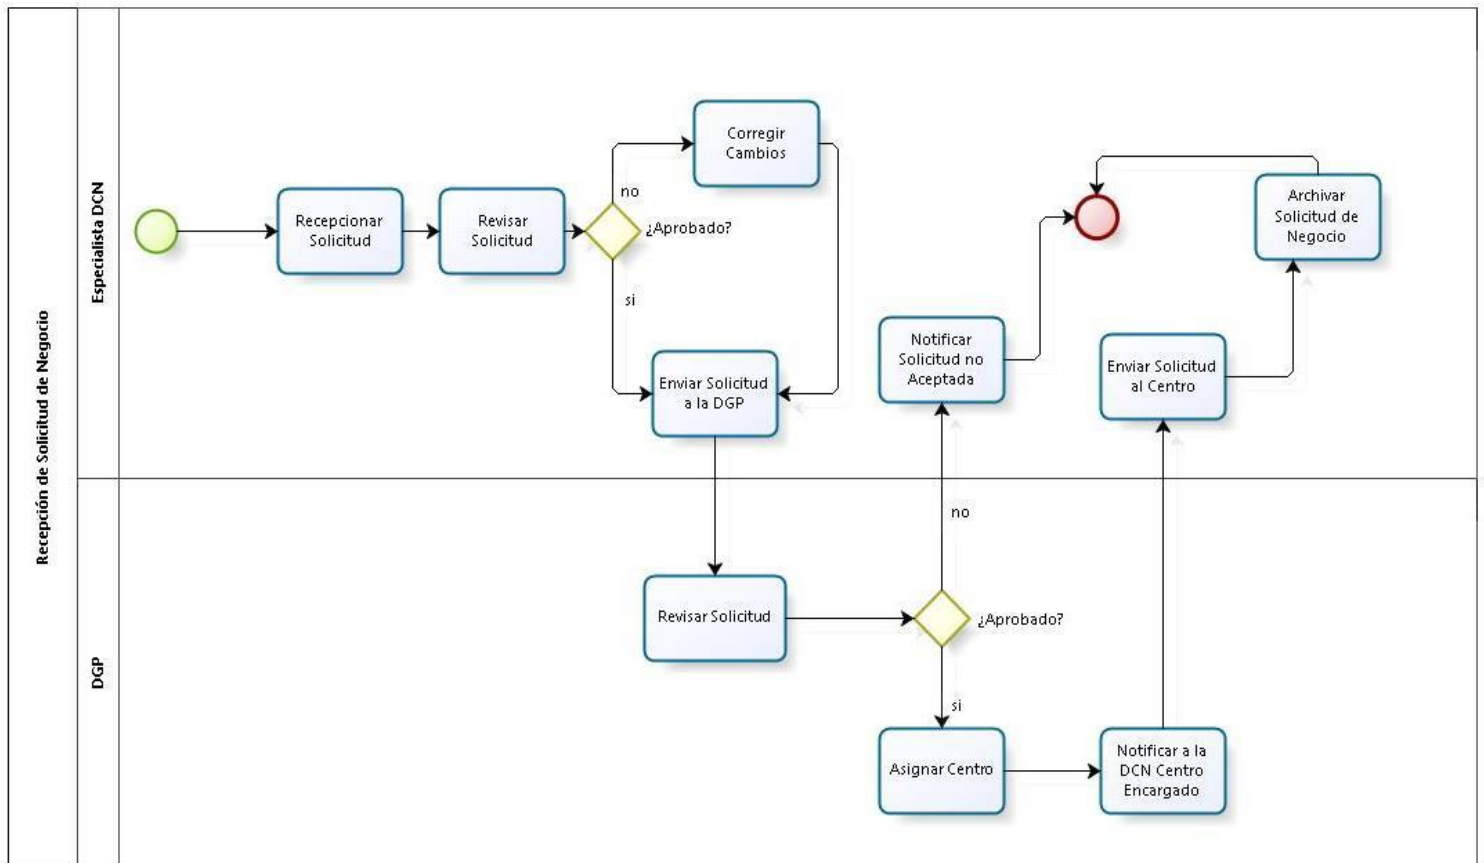 Recepción de Solicitud de Negocio
Especialista DCN
Recepcionar
Solicitud
Revisar
Solicitud
¿Aprobado?
no
si
Corregir
Cambios
Enviar Solicitud
a la DGP
Notificar
Solicitud no
Aceptada
Enviar Solicitud
al Centro
Archivar
Solicitud de
Negocio
DGP
Revisar Solicitud
¿Aprobado?
no
si
Asignar Centro
Notificar a la
DCN Centro
Encargado